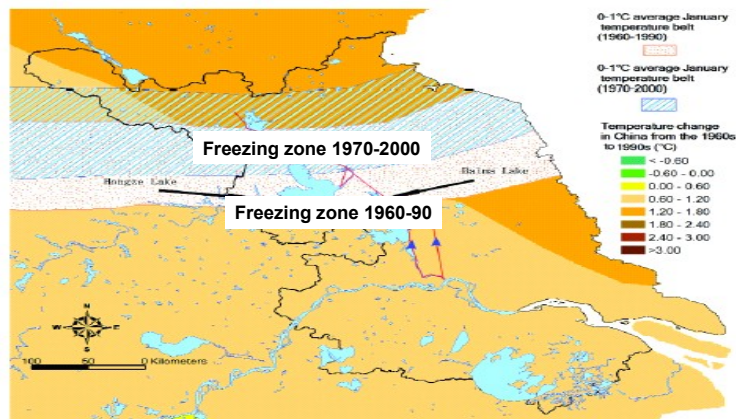 0-1°C average January
temperature belt
(1960-1990)
0-1°C average January
temperature belt
(1970-2000)
Temperature change
in China from the 1960s
to 1990s (°C)
< -0.60
-0.60 - 0.00
0.00 - 0.60
0.60 - 1.20
1.20 - 1.80
1.80 - 2.40
2.40 - 3.00
>3.00
Freezing zone 1970-2000
Hongze Lake
Baima Lake
Freezing zone 1960-90
N
W E
S
100 50 0 Kilometers